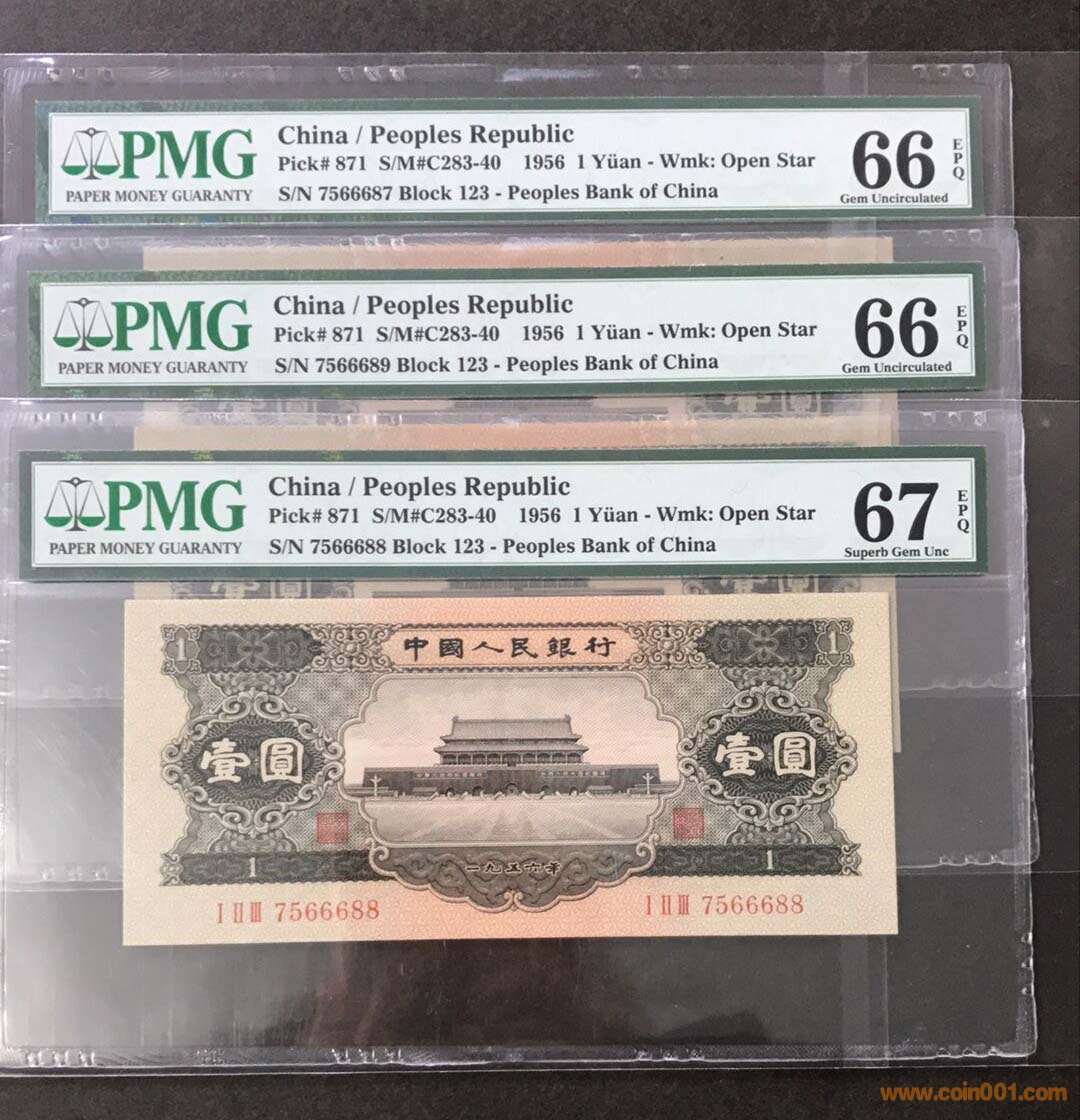 PMG
PAPER MONEY GUARANTY
China / Peoples Republic
Pick# 871 S/M#C283-40 1956 1 Yüan - Wmk: Open Star
S/N 7566687 Block 123 - Peoples Bank of China
66
EPQ
Gem Uncirculated
PMG
PAPER MONEY GUARANTY
China / Peoples Republic
Pick# 871 S/M#C283-40 1956 1 Yüan - Wmk: Open Star
S/N 7566689 Block 123 - Peoples Bank of China
66
EPQ
Gem Uncirculated
PMG
PAPER MONEY GUARANTY
China / Peoples Republic
Pick# 871 S/M#C283-40 1956 1 Yüan - Wmk: Open Star
S/N 7566688 Block 123 - Peoples Bank of China
67
EPQ
Superb Gem Unc
1 中國人民銀行 1
壹圓 壹圓
1 1
一九五六年
I II III 7566688 I II III 7566688
www.coin001.com